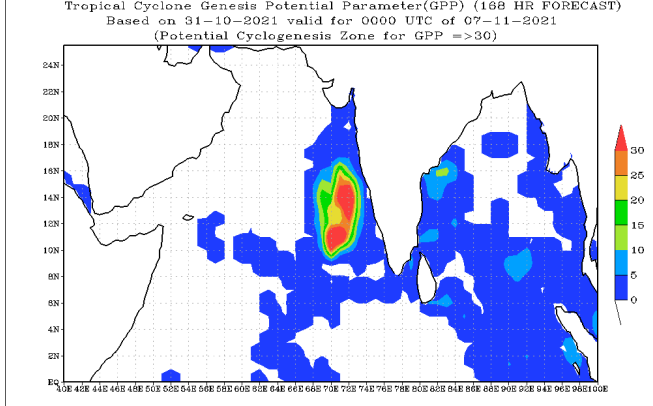 Tropical Cyclone Genesis Potential Parameter(GPP) (168 HR FORECAST)
Based on 31-10-2021 valid for 0000 UTC of 07-11-2021
(Potential Cyclogenesis Zone for GPP =>30)
24N
22N
20N
18N
16N
14N
12N
10N
8N
6N
4N
2N
EQ
40E 42E 44E 46E 48E 50E 52E 54E 56E 58E 60E 62E 64E 66E 68E 70E 72E 74E 76E 78E 80E 82E 84E 86E 88E 90E 92E 94E 96E 98E 100E
30
25
20
15
10
5
0